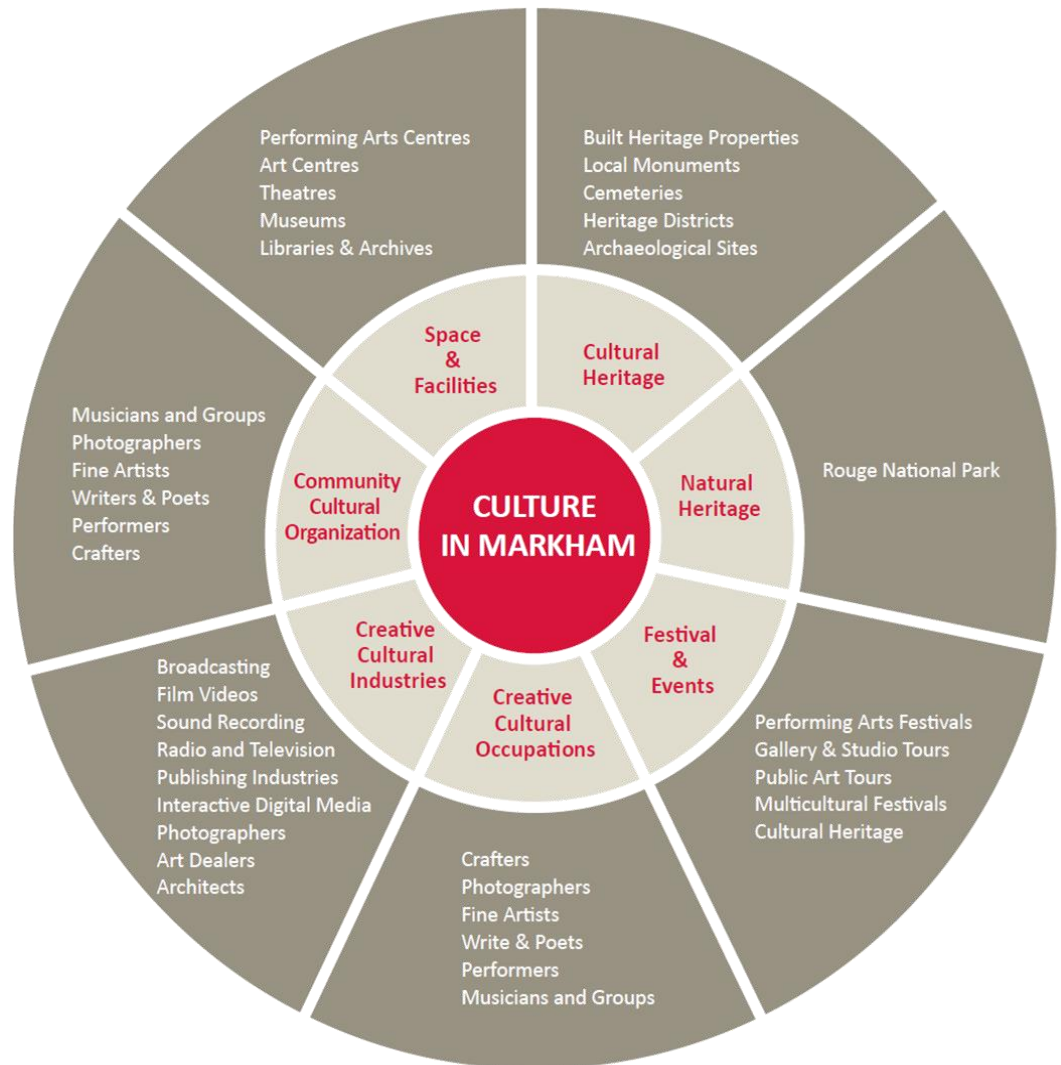 Performing Arts Centres
Art Centres
Theatres
Museums
Libraries & Archives
Built Heritage Properties
Local Monuments
Cemeteries
Heritage Districts
Archaeological Sites
Space
&
Facilities
Cultural
Heritage
Musicians and Groups
Photographers
Fine Artists
Writers & Poets
Performers
Crafters
Community
Cultural
Organization
CULTURE
IN MARKHAM
Natural
Heritage
Rouge National Park
Creative
Cultural
Industries
Creative
Cultural
Occupations
Festival
&
Events
Broadcasting
Film Videos
Sound Recording
Radio and Television
Publishing Industries
Interactive Digital Media
Photographers
Art Dealers
Architects
Crafters
Photographers
Fine Artists
Write & Poets
Performers
Musicians and Groups
Performing Arts Festivals
Gallery & Studio Tours
Public Art Tours
Multicultural Festivals
Cultural Heritage